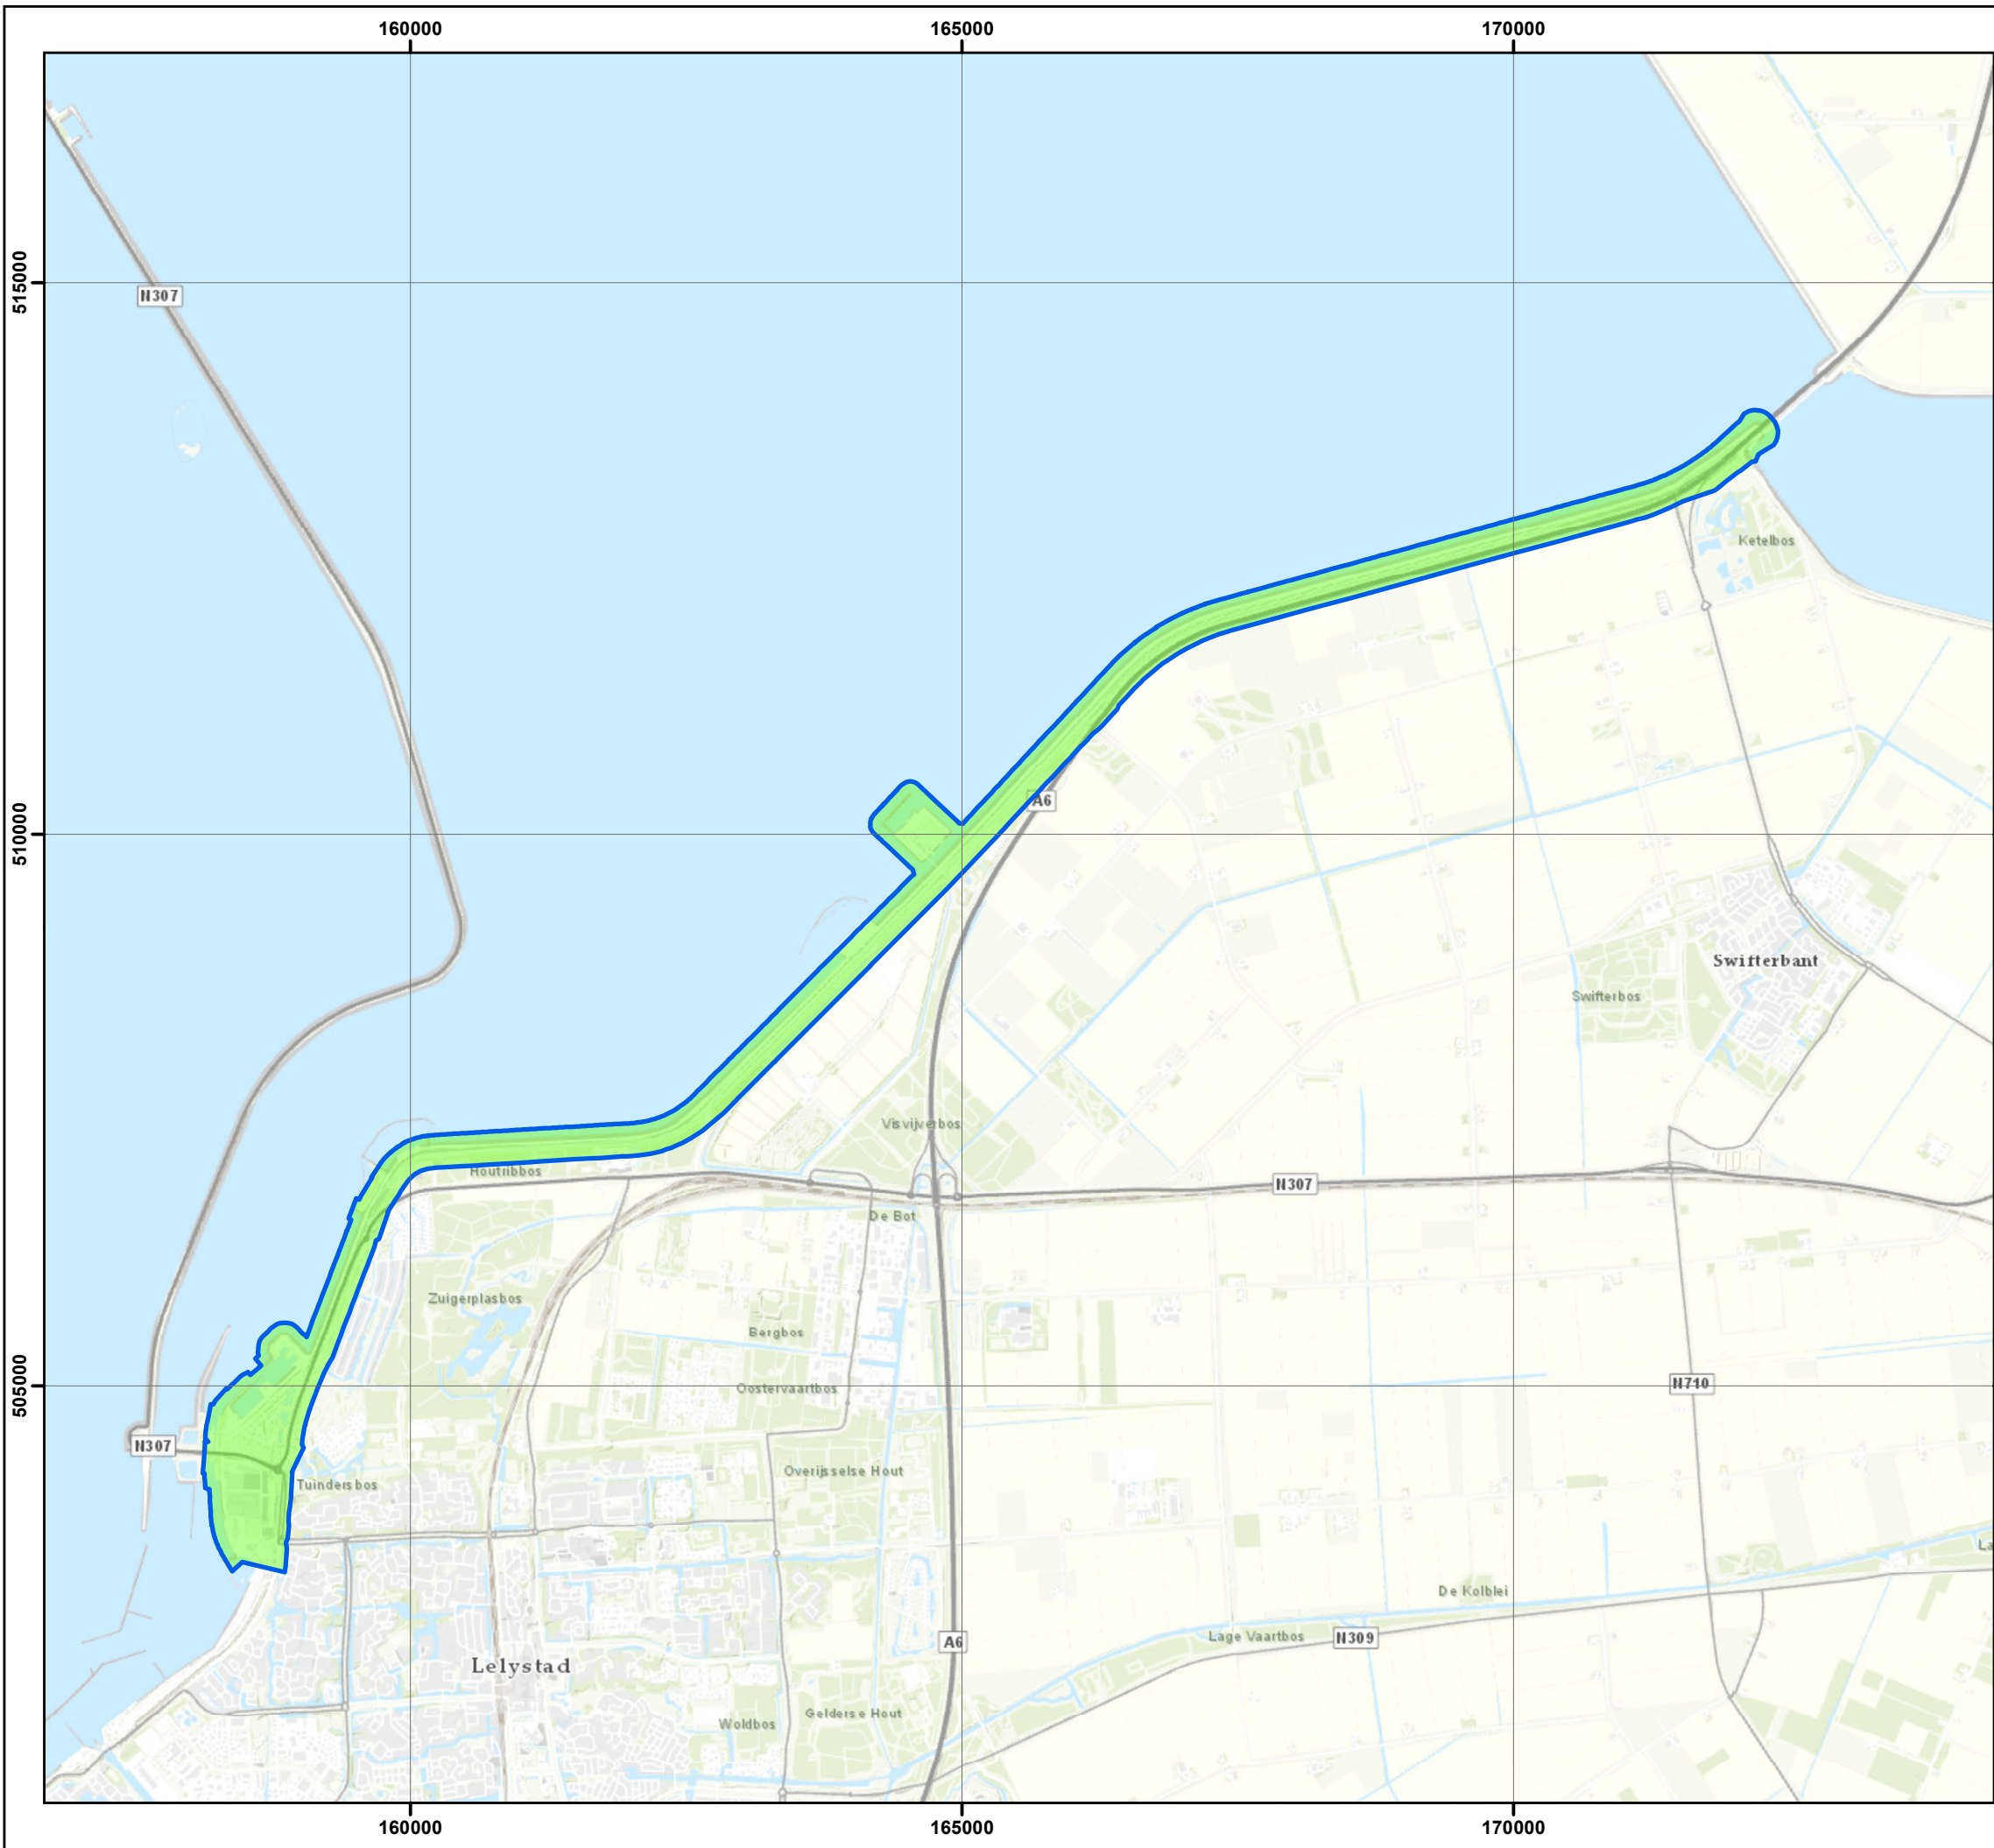 160000
165000
170000
515000
N307
Ketelbos
A6
510000
Swifterbant
Swifterbos
Visvijverbos
Houtribbos
N307
De Bot
Zuigerplasbos
Bergbos
505000
Oostervaartbos
N710
N307
Overijsselse Hout
Tuindersbos
La
De Kolblei
Lage Vaartbos
N309
A6
Lelystad
Woldbos
Gelderse Hout
160000
165000
170000